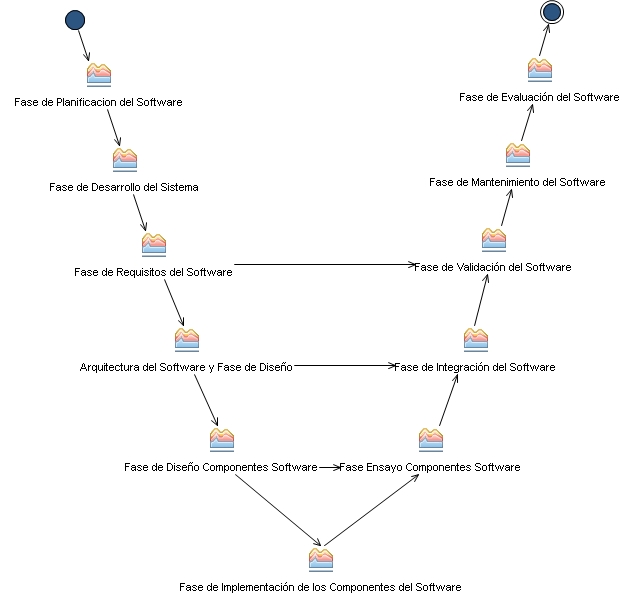 Fase de Planificacion del Software
Fase de Evaluación del Software
Fase de Desarrollo del Sistema
Fase de Mantenimiento del Software
Fase de Requisitos del Software
Fase de Validación del Software
Arquitectura del Software y Fase de Diseño
Fase de Integración del Software
Fase de Diseño Componentes Software
Fase Ensayo Componentes Software
Fase de Implementación de los Componentes del Software